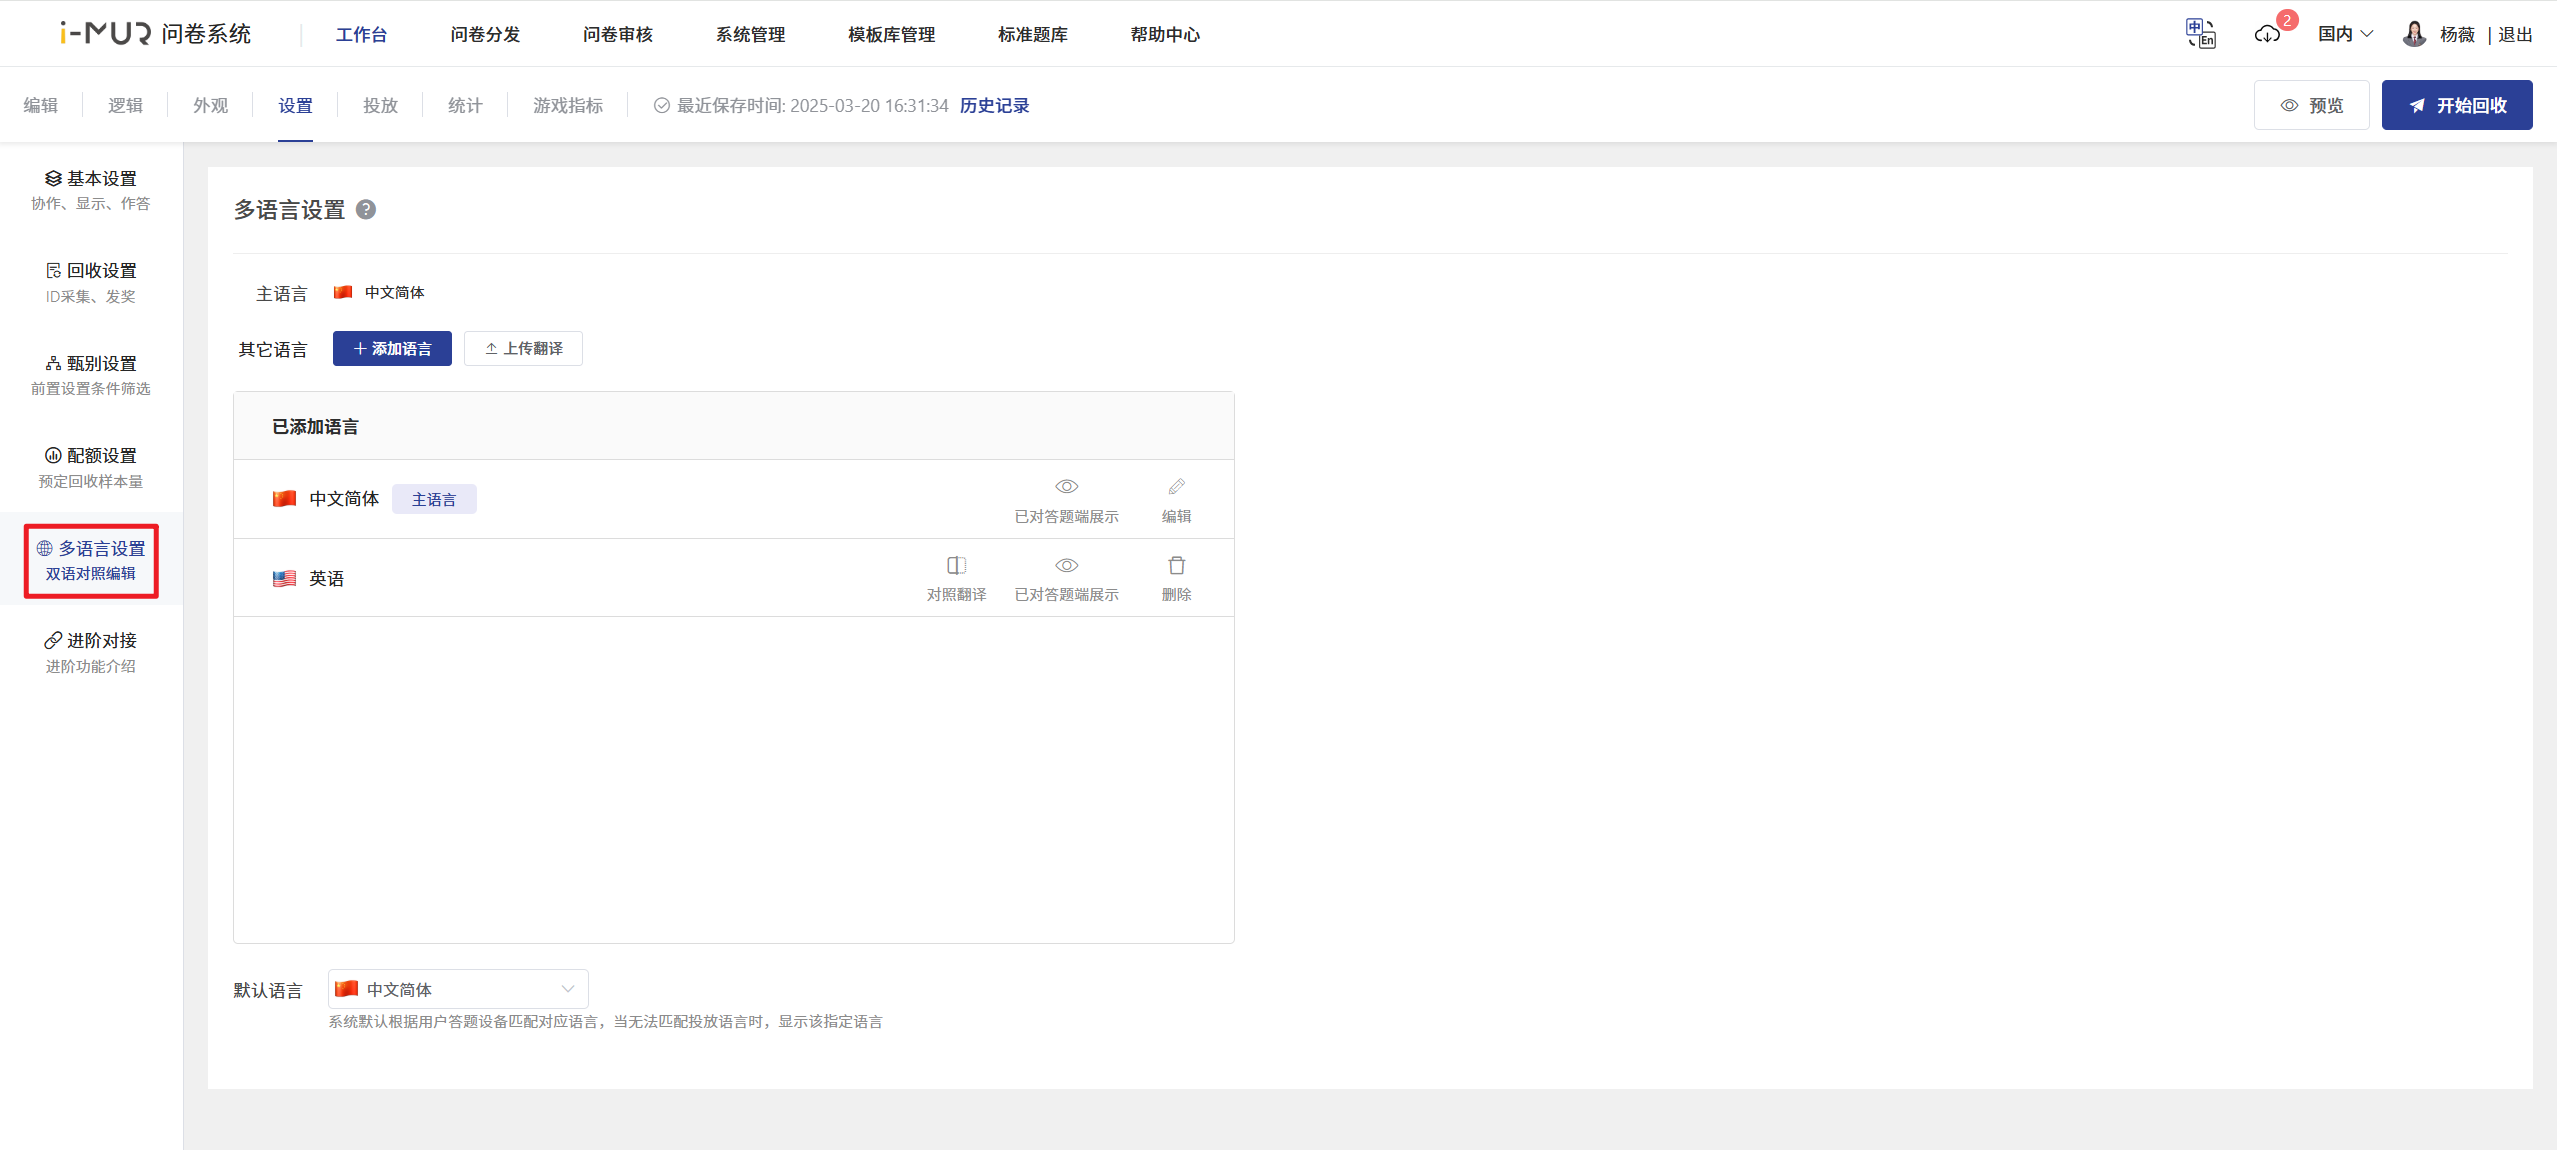 i-MUR 问卷系统 工作台 问卷分发 问卷审核 系统管理 模板库管理 标准题库 帮助中心 中 En 2 国内 杨薇 | 退出
编辑 逻辑 外观 设置 投放 统计 游戏指标 最近保存时间: 2025-03-20 16:31:34 历史记录 预览 开始回收
基本设置
协作、显示、作答
回收设置
ID采集、发奖
甄别设置
前置设置条件筛选
配额设置
预定回收样本量
多语言设置
双语对照编辑
进阶对接
进阶功能介绍
多语言设置 ?
主语言 中文简体
其它语言 + 添加语言 上传翻译
已添加语言
中文简体 主语言 已对答题端展示 编辑
英语 对照翻译 已对答题端展示 删除
默认语言 中文简体
系统默认根据用户答题设备匹配对应语言，当无法匹配投放语言时，显示该指定语言